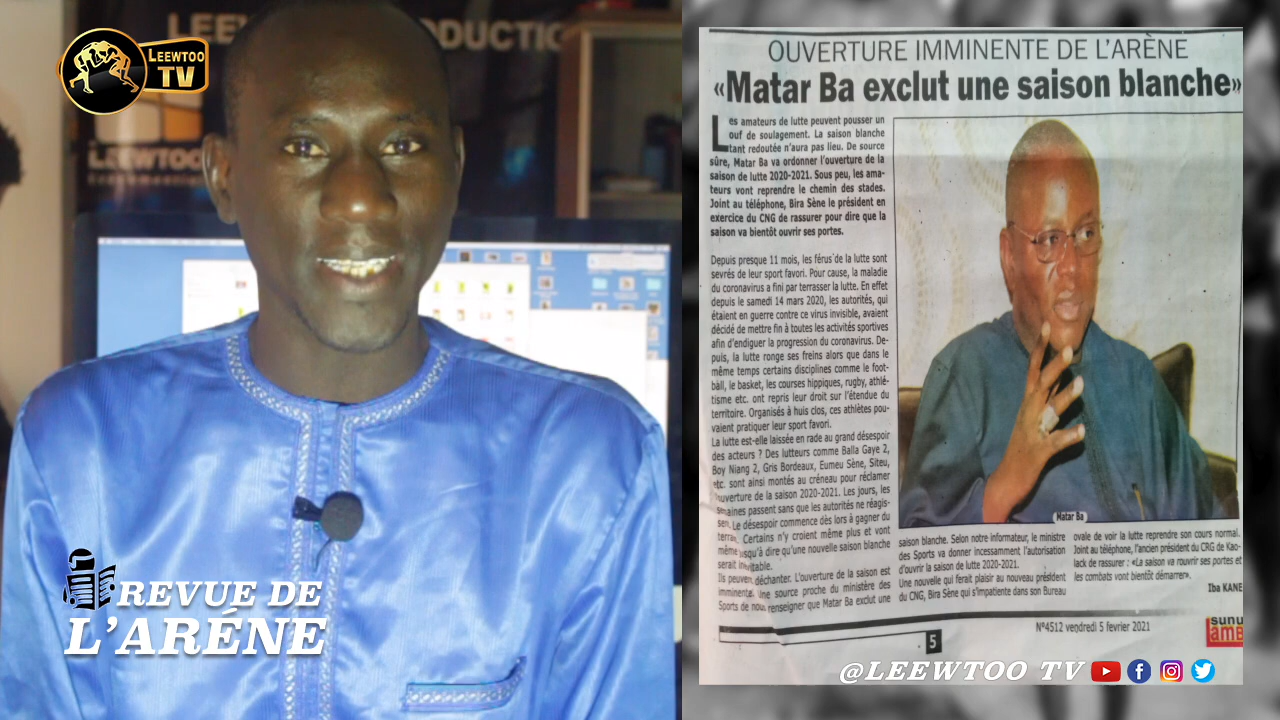 LEEWTOO
TV
LEEWTOO
REVUE DE
L'ARÉNE
OUVERTURE IMMINENTE DE L'ARÈNE
«Matar Ba exclut une saison blanche»
Les amateurs de lutte peuvent pousser un
ouf de soulagement. La saison blanche
tant redoutée n'aura pas lieu. De source
sûre, Matar Ba va ordonner l'ouverture de la
saison de lutte 2020-2021. Sous peu, les ama-
teurs vont reprendre le chemin des stades.
Joint au téléphone, Bira Sène le président en
exercice du CNG de rassurer pour dire que la
saison va bientôt ouvrir ses portes.
Depuis presque 11 mois, les férus de la lutte sont
sevrés de leur sport favori. Pour cause, la maladie
du coronavirus a fini par terrasser la lutte. En effet
depuis le samedi 14 mars 2020, les autorités, qui
étaient en guerre contre ce virus invisible, avaient
décidé de mettre fin à toutes les activités sportives
afin d'endiguer la progression du coronavirus. De-
puis, la lutte ronge ses freins alors que dans le
même temps certains disciplines comme le foot-
ball, le basket, les courses hippiques, rugby, athlé-
tisme etc. ont repris leur droit sur l'étendue du
territoire. Organisés à huis clos, ces athlètes pou-
vaient pratiquer leur sport favori.
La lutte est-elle laissée en rade au grand désespoir
des acteurs ? Des lutteurs comme Balla Gaye 2,
Boy Niang 2, Gris Bordeaux, Eumeu Sène, Siteu,
etc. sont ainsi montés au créneau pour réclamer
l'ouverture de la saison 2020-2021. Les jours, les
semaines passent sans que les autorités ne réagis-
sent. Le désespoir commence dès lors à gagner du
terrain. Certains n'y croient même plus et vont
même jusqu'à dire qu'une nouvelle saison blanche
serait inévitable.
Ils peuvent déchanter. L'ouverture de la saison est
imminente. Une source proche du ministère des
Sports de nous renseigner que Matar Ba exclut une
Matar Ba
saison blanche. Selon notre informateur, le ministre
des Sports va donner incessamment l'autorisation
d'ouvrir la saison de lutte 2020-2021.
Une nouvelle qui ferait plaisir au nouveau président
du CNG, Bira Sène qui s'impatiente dans son Bureau
ovale de voir la lutte reprendre son cours normal.
Joint au téléphone, l'ancien président du CRG de Kao-
lack de rassurer : «La saison va rouvrir ses portes et
les combats vont bientôt démarrer».
Iba KANE
5
N°4512 vendredi 5 fevrier 2021
sunu
@LEEWTOO TV